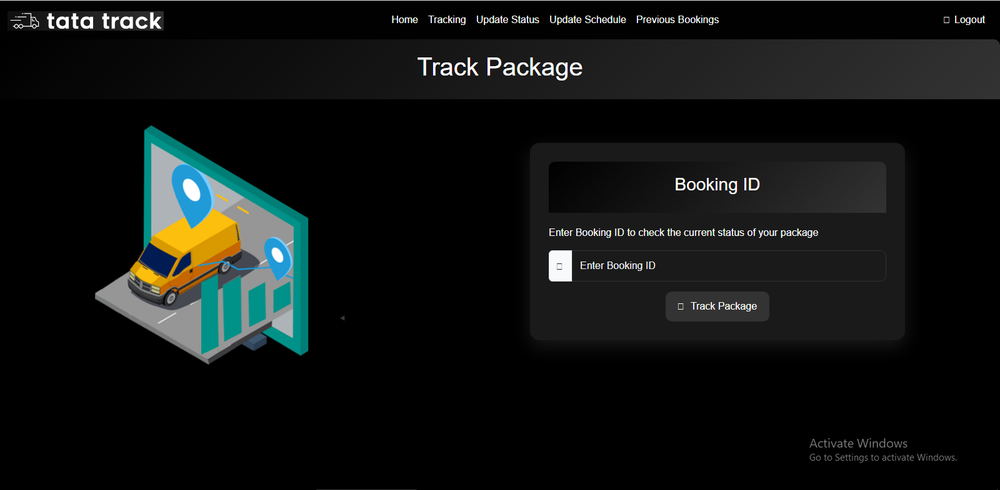 tata track
Home Tracking Update Status Update Schedule Previous Bookings Logout
Track Package
Booking ID
Enter Booking ID to check the current status of your package
Enter Booking ID
Track Package
Activate Windows
Go to Settings to activate Windows.